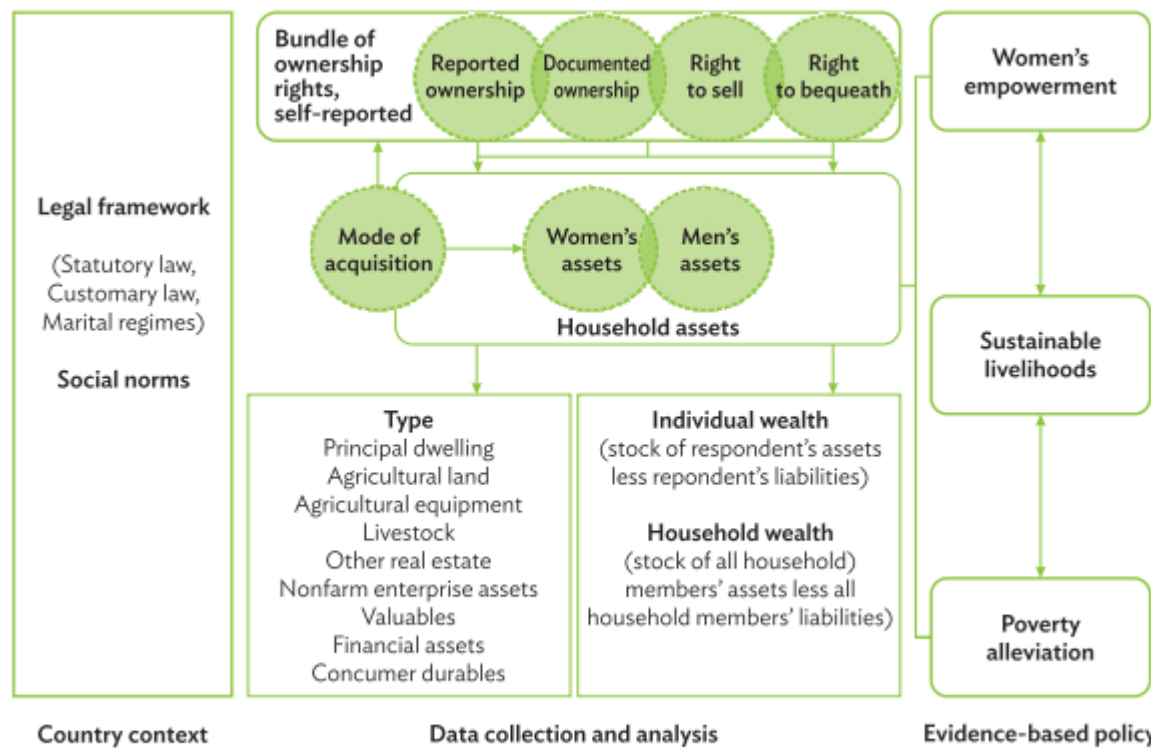 Legal framework
(Statutory law,
Customary law,
Marital regimes)
Social norms
Country context
Bundle of
ownership
rights,
self-reported
Reported
ownership
Documented
ownership
Right
to sell
Right
to bequeath
Mode of
acquisition
Women's
assets
Men's
assets
Household assets
Type
Principal dwelling
Agricultural land
Agricultural equipment
Livestock
Other real estate
Nonfarm enterprise assets
Valuables
Financial assets
Concumer durables
Individual wealth
(stock of respondent's assets
less repondent's liabilities)
Household wealth
(stock of all household)
members' assets less all
household members' liabilities)
Data collection and analysis
Women's
empowerment
Sustainable
livelihoods
Poverty
alleviation
Evidence-based policy